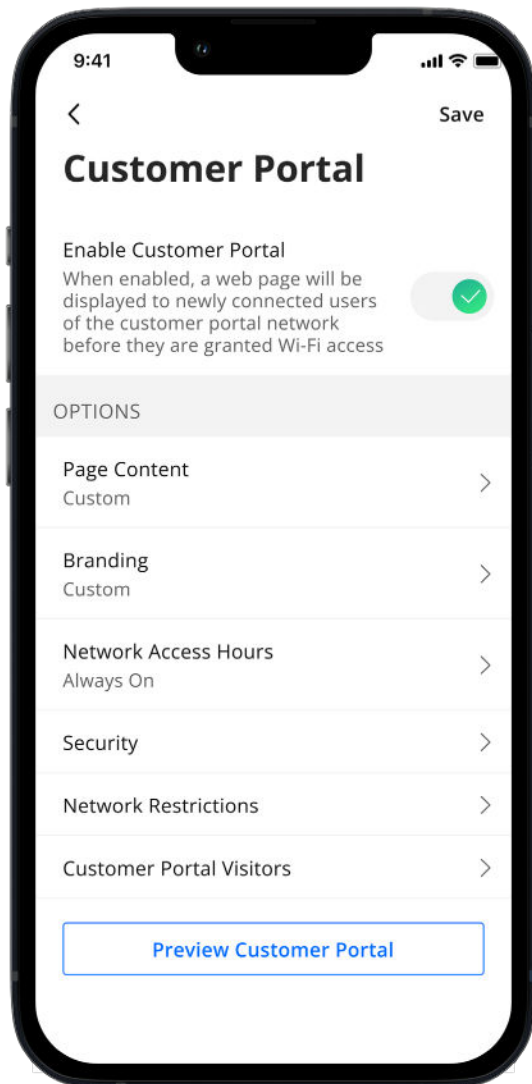 9:41
Save
Customer Portal
Enable Customer Portal
When enabled, a web page will be
displayed to newly connected users
of the customer portal network
before they are granted Wi-Fi access
OPTIONS
Page Content
Custom
Branding
Custom
Network Access Hours
Always On
Security
Network Restrictions
Customer Portal Visitors
Preview Customer Portal